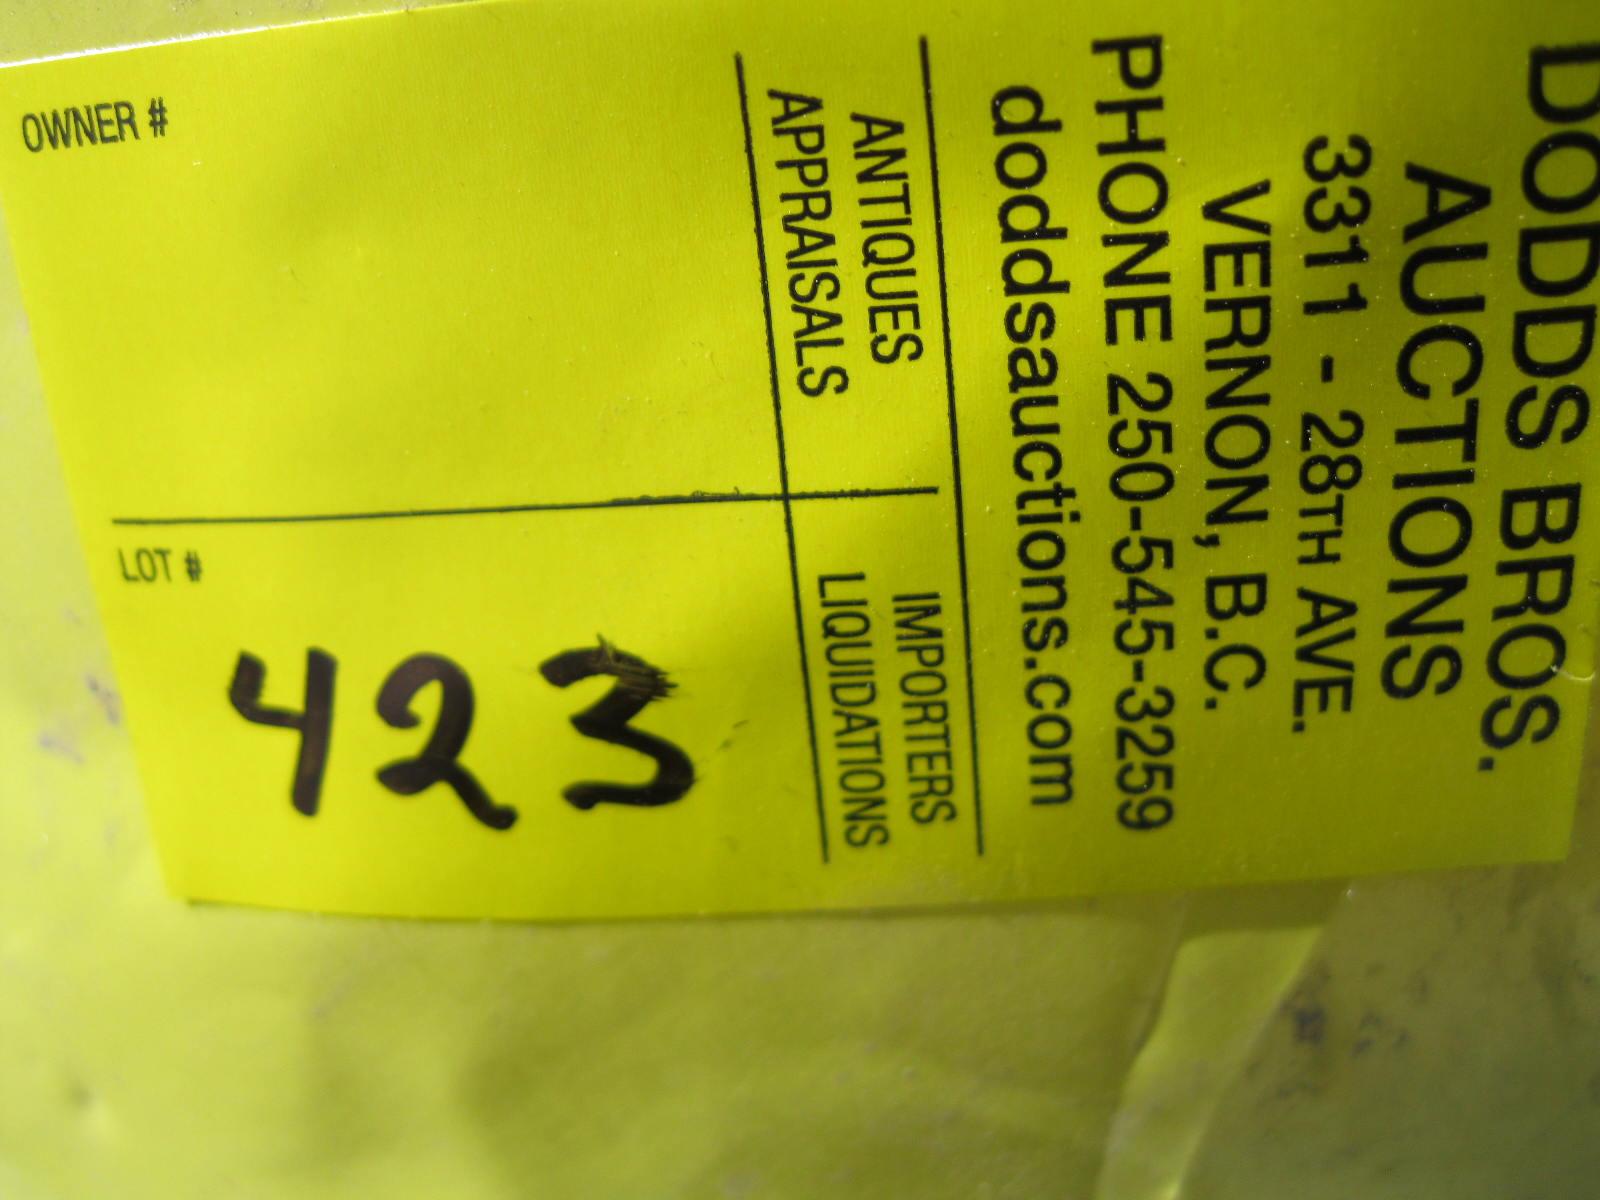 DODDS BROS.
AUCTIONS
3311 - 28TH AVE.
VERNON, B.C.
PHONE 250-545-3259
doddsauctions.com
ANTIQUES
APPRAISALS
IMPORTERS
LIQUIDATIONS
OWNER #
LOT #
423